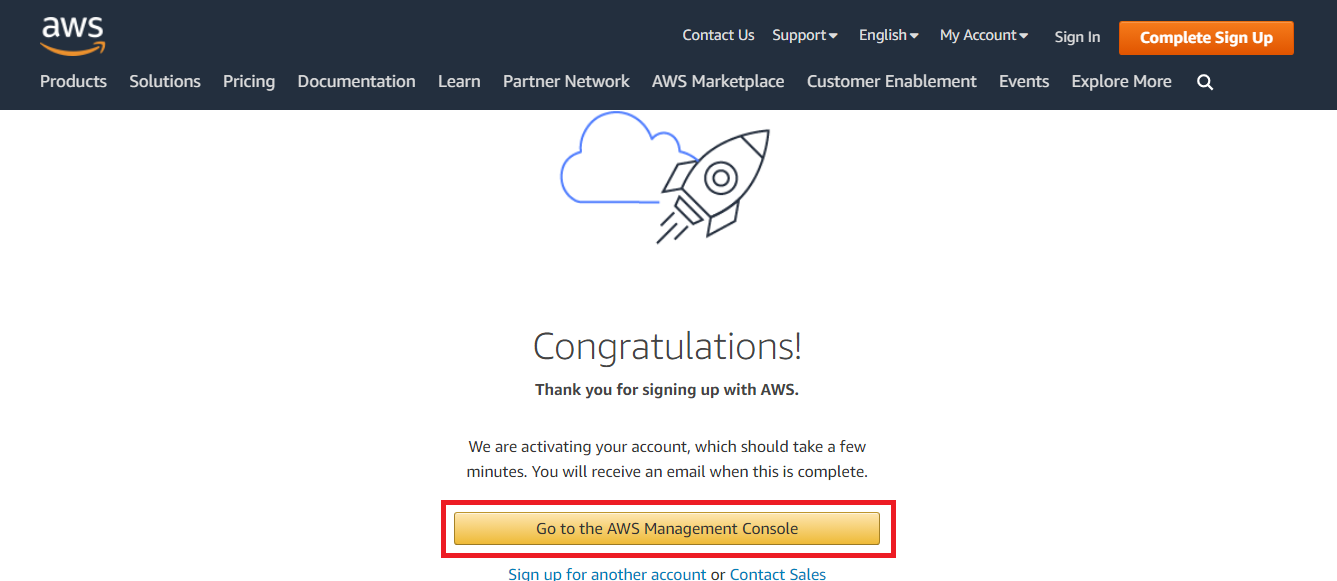 aws
Contact Us Support English My Account Sign In Complete Sign Up
Products Solutions Pricing Documentation Learn Partner Network AWS Marketplace Customer Enablement Events Explore More
Congratulations!
Thank you for signing up with AWS.
We are activating your account, which should take a few
minutes. You will receive an email when this is complete.
Go to the AWS Management Console
Sign up for another account or Contact Sales